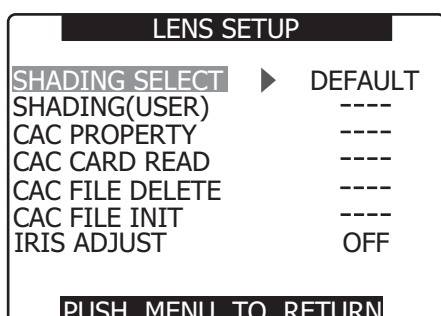 LENS SETUP
SHADING SELECT ▶ DEFAULT
SHADING(USER) ----
CAC PROPERTY ----
CAC CARD READ ----
CAC FILE DELETE ----
CAC FILE INIT ----
IRIS ADJUST OFF
PUSH MENU TO RETURN